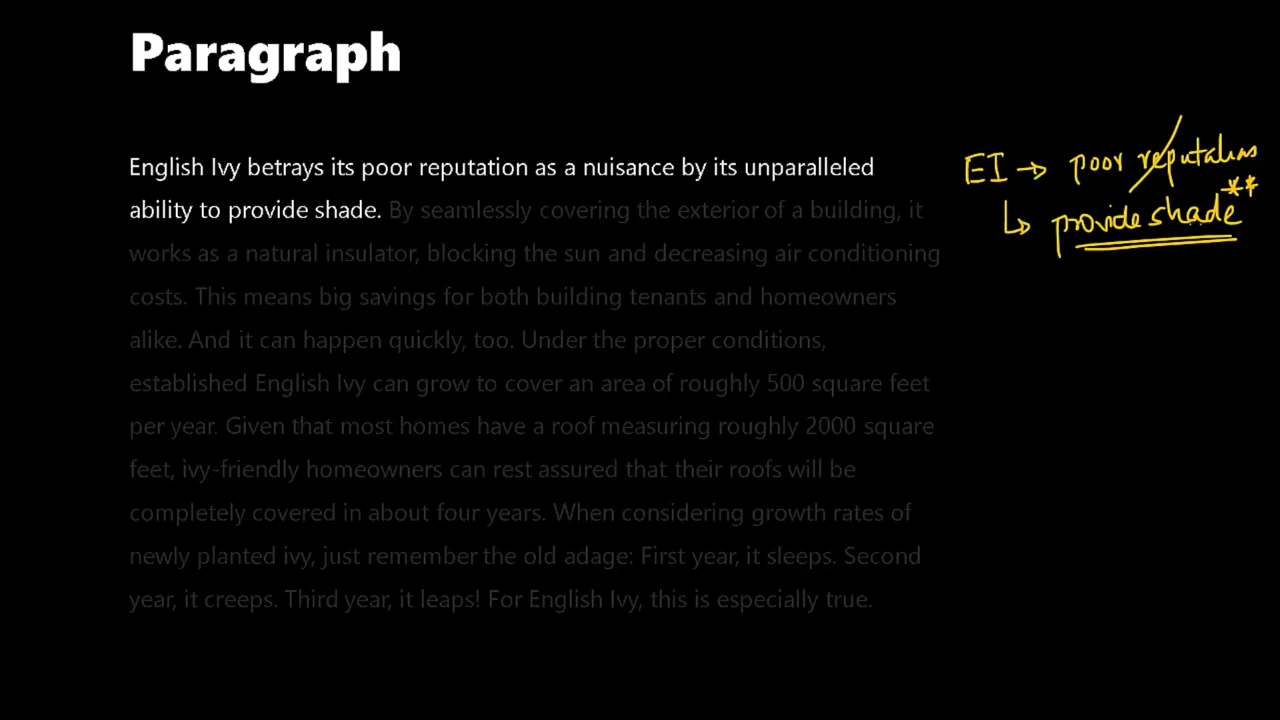 Paragraph
English Ivy betrays its poor reputation as a nuisance by its unparalleled
ability to provide shade. By seamlessly covering the exterior of a building, it
works as a natural insulator, blocking the sun and decreasing air conditioning
costs. This means big savings for both building tenants and homeowners
alike. And it can happen quickly, too. Under the proper conditions,
established English Ivy can grow to cover an area of roughly 500 square feet
per year. Given that most homes have a roof measuring roughly 2000 square
feet, ivy-friendly homeowners can rest assured that their roofs will be
completely covered in about four years. When considering growth rates of
newly planted ivy, just remember the old adage: First year, it sleeps. Second
year, it creeps. Third year, it leaps! For English Ivy, this is especially true.
EI → poor reputations
↳ provide shade**